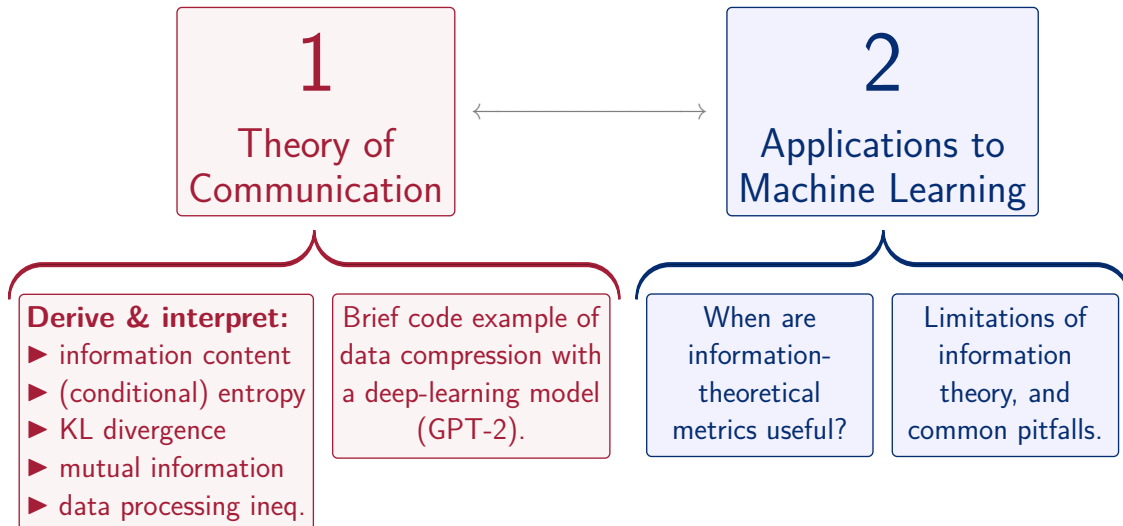 1
Theory of
Communication
2
Applications to
Machine Learning
Derive & interpret:
▶ information content
▶ (conditional) entropy
▶ KL divergence
▶ mutual information
▶ data processing ineq.
Brief code example of
data compression with
a deep-learning model
(GPT-2).
When are
information-
theoretical
metrics useful?
Limitations of
information
theory, and
common pitfalls.